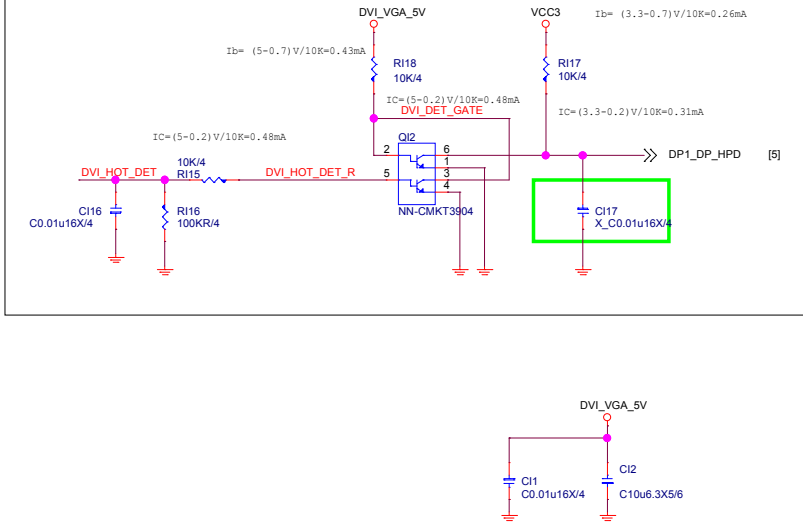 DVI_VGA_5V
VCC3
Ib= (3.3-0.7)V/10K=0.26mA
Ib= (5-0.7)V/10K=0.43mA
RI18
10K/4
RI17
10K/4
IC=(5-0.2)V/10K=0.48mA
DVI_DET_GATE
IC=(3.3-0.2)V/10K=0.31mA
IC=(5-0.2)V/10K=0.48mA
QI2
2
6
1
DP1_DP_HPD
[5]
DVI_HOT_DET
10K/4
RI15
DVI_HOT_DET_R
5
3
4
CI16
C0.01u16X/4
RI16
100KR/4
NN-CMKT3904
CI17
X_C0.01u16X/4
DVI_VGA_5V
CI1
C0.01u16X/4
CI2
C10u6.3X5/6